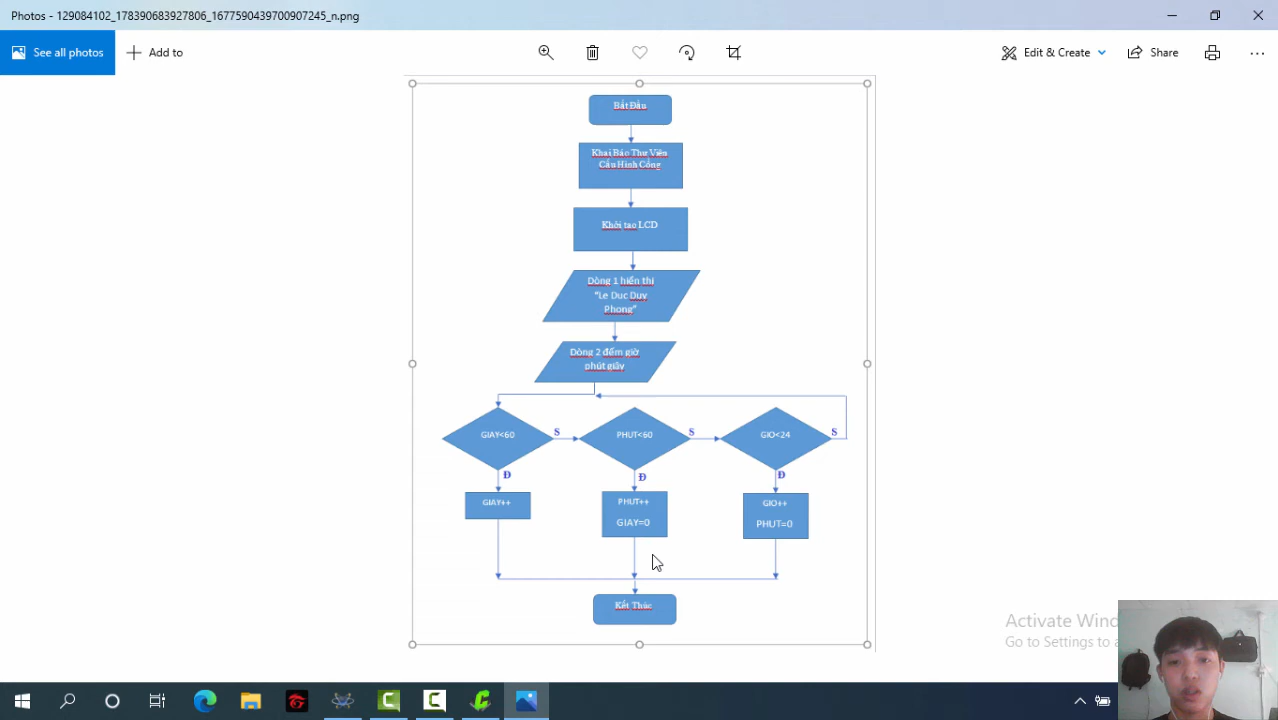 Photos - 129084102_178390683927806_1677590439700907245_n.png
See all photos
Add to
Edit & Create
Share
Bắt Đầu
Khai Báo Thư Viện
Cấu Hình Cổng
Khởi tạo LCD
Dòng 1 hiển thị
“Le Duc Duy
Phong”
Dòng 2 đếm giờ
phút giây
GIAY<60
S
PHUT<60
S
GIO<24
S
Đ
Đ
Đ
GIAY++
PHUT++
GIAY=0
GIO++
PHUT=0
Kết Thúc
Activate Wind
Go to Settings to a